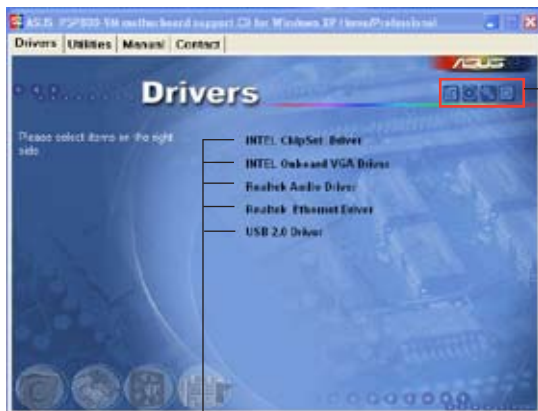 ASUS P5P800-VM motherboard support CD for Windows XP Home/Professional
Drivers Utilities Manual Contact
ASUS
Drivers
Please select items on the right
side
INTEL ChipSet Driver
INTEL Onboard VGA Driver
Realtek Audio Driver
Realtek Ethernet Driver
USB 2.0 Driver